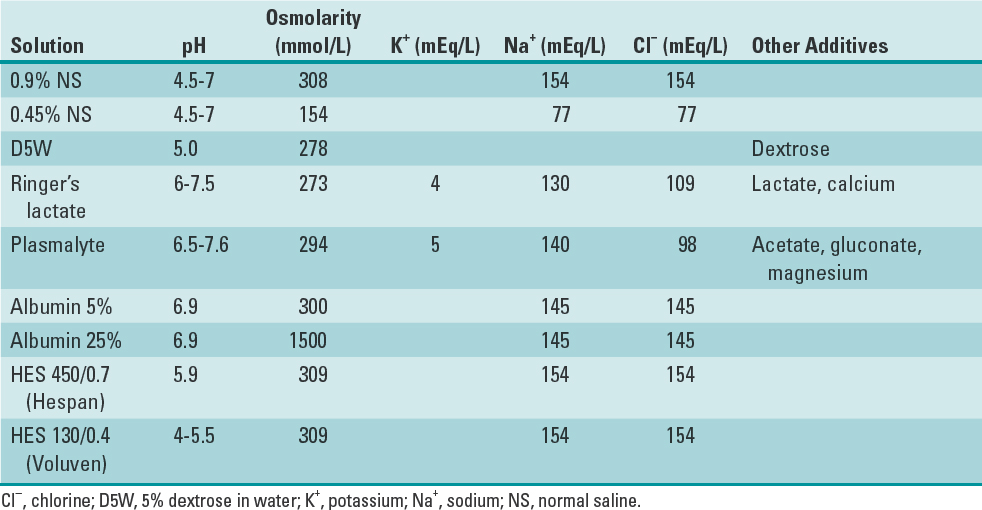 Osmolarity
Solution pH (mmol/L) K⁺ (mEq/L) Na⁺ (mEq/L) Cl⁻ (mEq/L) Other Additives
0.9% NS 4.5-7 308 154 154
0.45% NS 4.5-7 154 77 77
D5W 5.0 278 Dextrose
Ringer’s 6-7.5 273 4 130 109 Lactate, calcium
lactate
Plasmalyte 6.5-7.6 294 5 140 98 Acetate, gluconate,
magnesium
Albumin 5% 6.9 300 145 145
Albumin 25% 6.9 1500 145 145
HES 450/0.7 5.9 309 154 154
(Hespan)
HES 130/0.4 4-5.5 309 154 154
(Voluven)
Cl⁻, chlorine; D5W, 5% dextrose in water; K⁺, potassium; Na⁺, sodium; NS, normal saline.